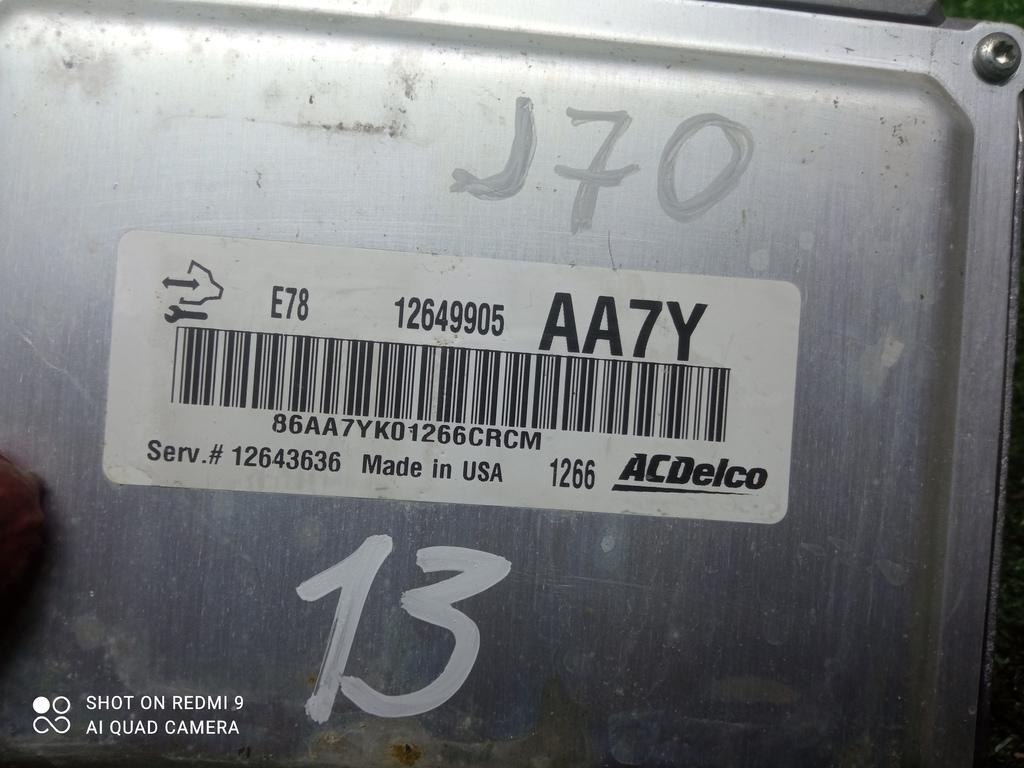 J70
E78 12649905 AA7Y
86AA7YK01266CRCM
Serv.# 12643636 Made in USA 1266 ACDelco
13
SHOT ON REDMI 9
AI QUAD CAMERA